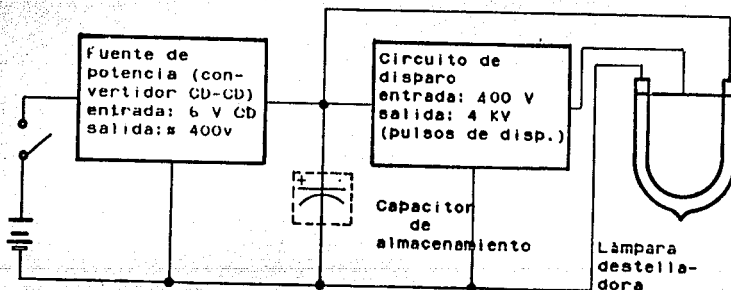 Fuente de
potencia (con-
vertidor CD-CD)
entrada: 6 V CD
salida:≈ 400v
Circuito de
disparo
entrada: 400 V
salida: 4 KV
(pulsos de disp.)
+ -
Capacitor
de
almacenamiento
Lámpara
destella-
dora